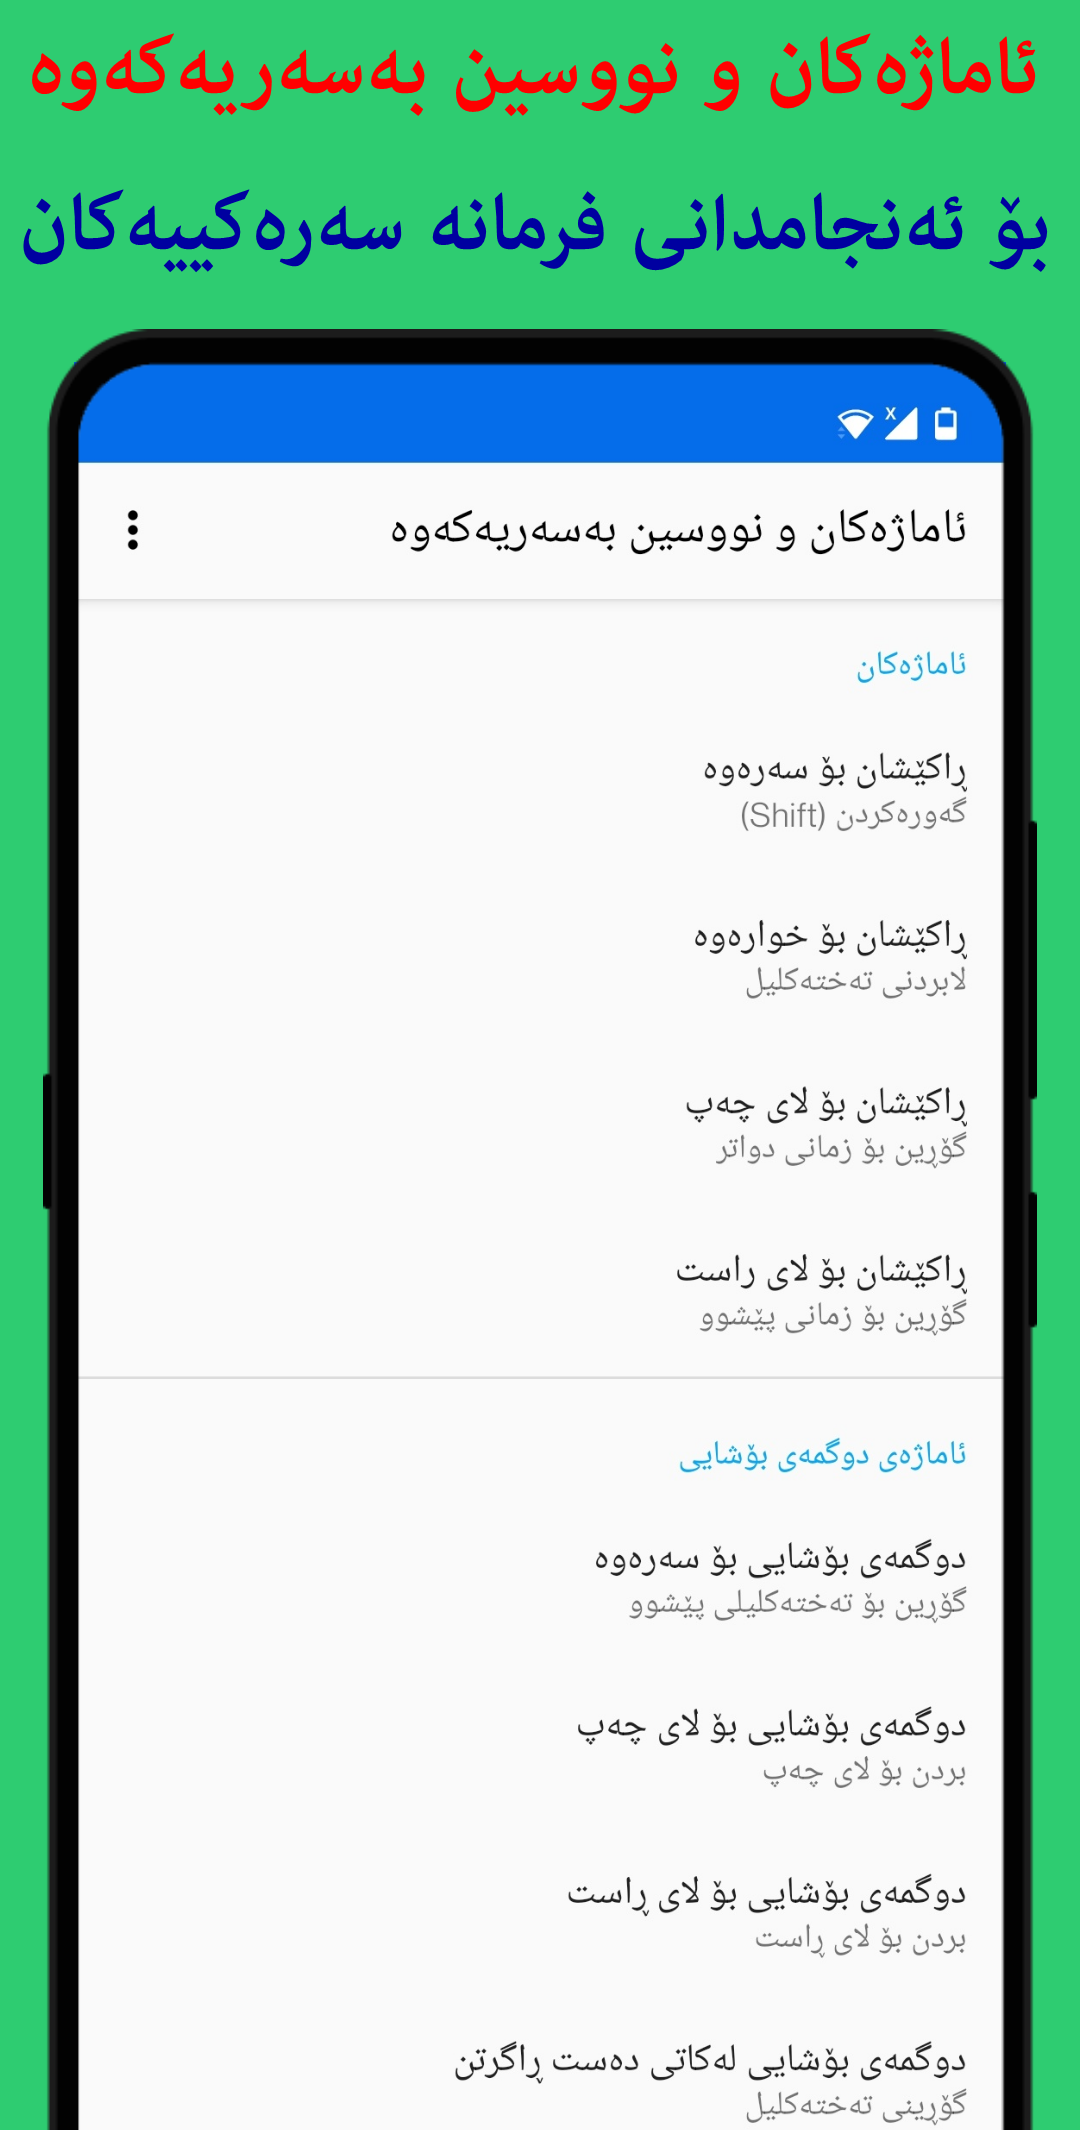 ئاماژەکان و نووسین بەسەریەکەوە
بۆ ئەنجامدانی فرمانە سەرەکییەکان
ئاماژەکان و نووسین بەسەریەکەوە
ئاماژەکان
ڕاکێشان بۆ سەرەوە
گەورەکردن (Shift)
ڕاکێشان بۆ خوارەوە
لابردنی تەختەکلیل
ڕاکێشان بۆ لای چەپ
گۆڕین بۆ زمانی دواتر
ڕاکێشان بۆ لای راست
گۆڕین بۆ زمانی پێشوو
ئاماژەی دوگمەی بۆشایی
دوگمەی بۆشایی بۆ سەرەوە
گۆڕین بۆ تەختەکلیلی پێشوو
دوگمەی بۆشایی بۆ لای چەپ
بردن بۆ لای چەپ
دوگمەی بۆشایی بۆ لای ڕاست
بردن بۆ لای ڕاست
دوگمەی بۆشایی لەکاتی دەست ڕاگرتن
گۆڕینی تەختەکلیل